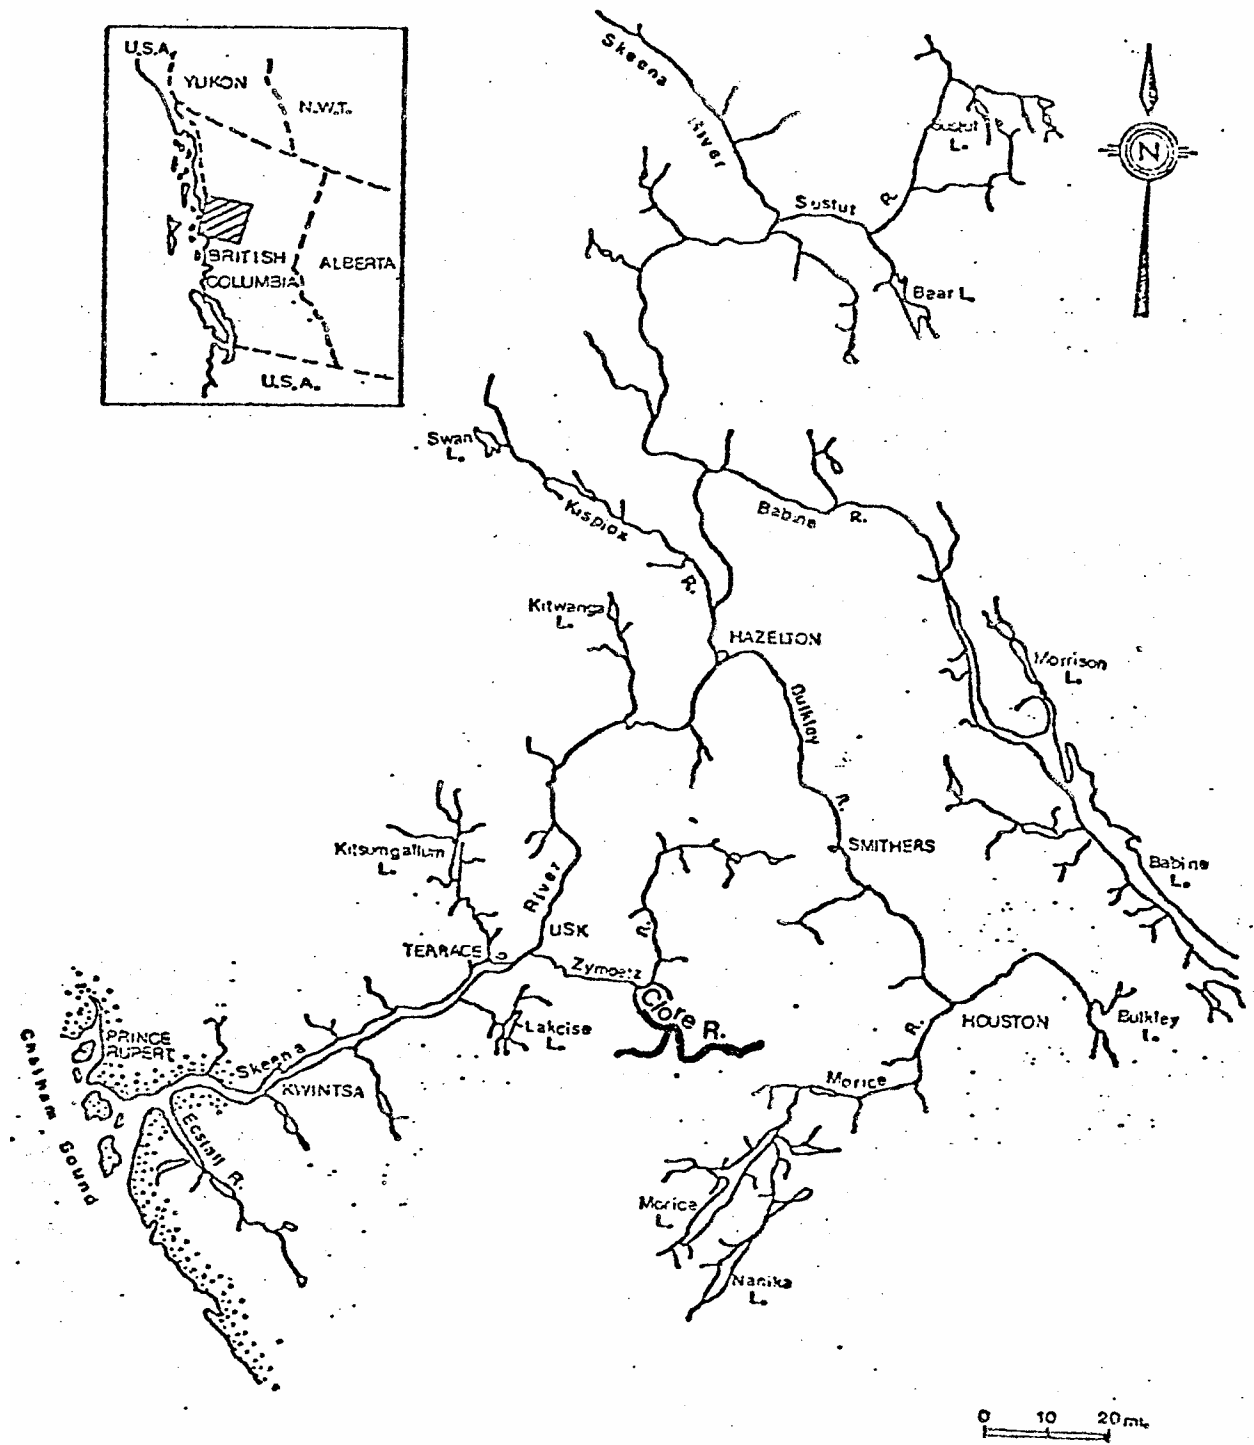 U.S.A.
YUKON
N.W.T.
BRITISH
COLUMBIA
ALBERTA
U.S.A.
Skeena
River
Sustut
L.
Sustut
R.
N
Bear L.
Swan
L.
Kispiox
R.
Babine
R.
Kitwanga
L.
HAZELTON
Morrison
L.
Bulkley
R.
Kitsumgallum
L.
SMITHERS
Babine
L.
River
USK
R.
TERRACE
Zymoetz
Clore R.
Lakelse
L.
HOUSTON
Bulkley
L.
R.
PRINCE
RUPERT
Chatham
Sound
Skeena
KWINTSA
Morice
Ecstall
R.
Morice
L.
Nanika
L.
0 10 20 mi.